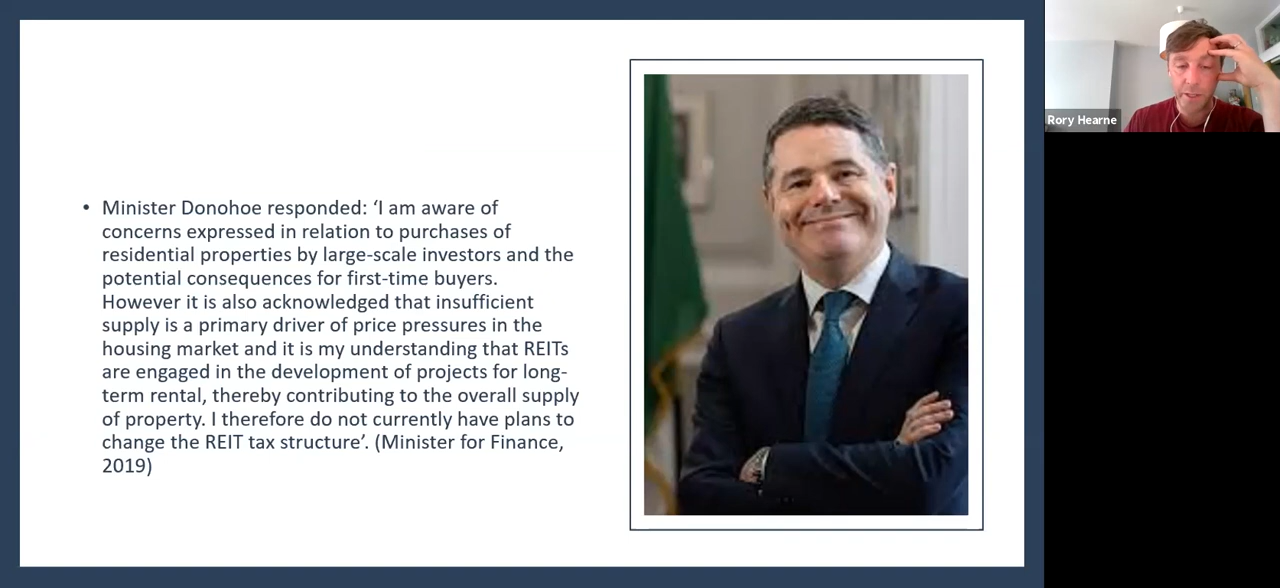 • Minister Donohoe responded: ‘I am aware of
concerns expressed in relation to purchases of
residential properties by large-scale investors and the
potential consequences for first-time buyers.
However it is also acknowledged that insufficient
supply is a primary driver of price pressures in the
housing market and it is my understanding that REITs
are engaged in the development of projects for long-
term rental, thereby contributing to the overall supply
of property. I therefore do not currently have plans to
change the REIT tax structure’. (Minister for Finance,
2019)
Rory Hearne